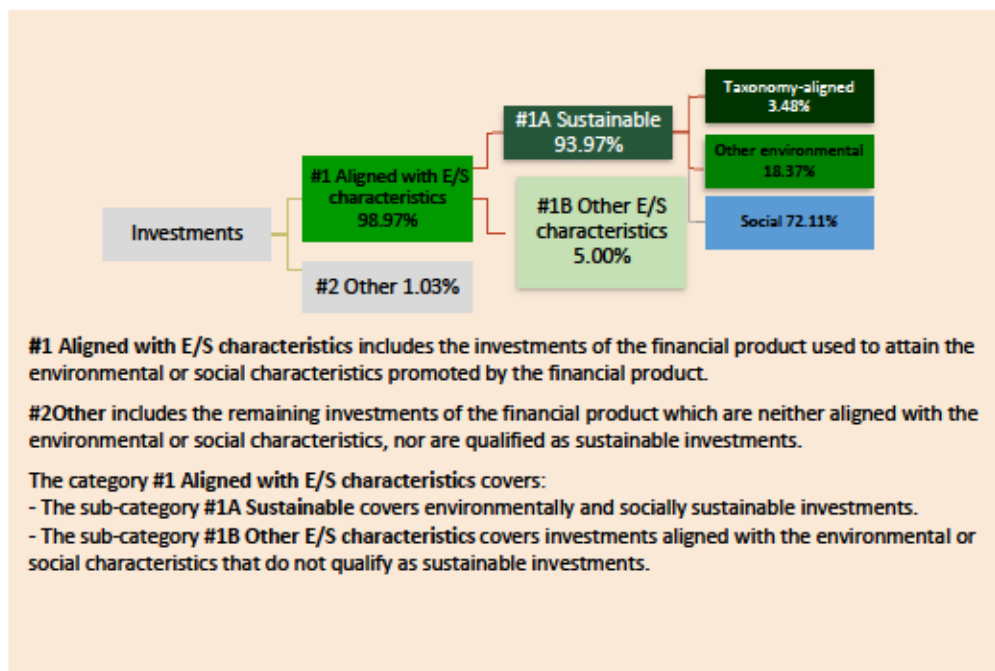 Investments
#1 Aligned with E/S
characteristics
98.97%
#2 Other 1.03%
#1A Sustainable
93.97%
#1B Other E/S
characteristics
5.00%
Taxonomy-aligned
3.48%
Other environmental
18.37%
Social 72.11%
#1 Aligned with E/S characteristics includes the investments of the financial product used to attain the
environmental or social characteristics promoted by the financial product.
#2Other includes the remaining investments of the financial product which are neither aligned with the
environmental or social characteristics, nor are qualified as sustainable investments.
The category #1 Aligned with E/S characteristics covers:
- The sub-category #1A Sustainable covers environmentally and socially sustainable investments.
- The sub-category #1B Other E/S characteristics covers investments aligned with the environmental or
social characteristics that do not qualify as sustainable investments.